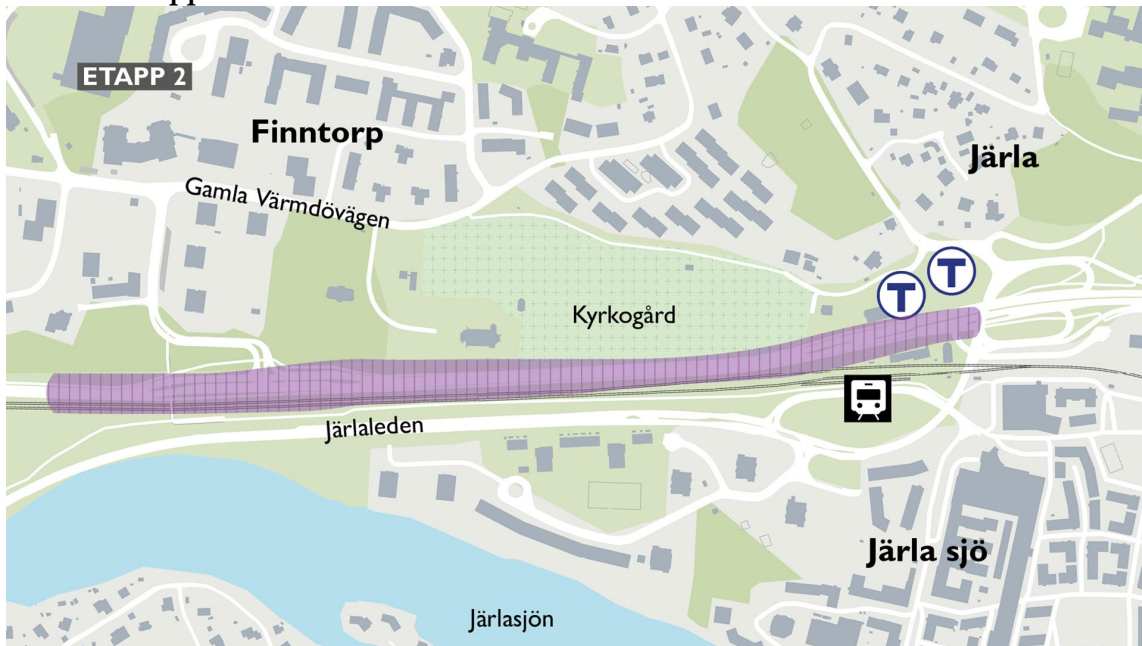 ETAPP 2
Finntorp
Järla
Gamla Värmdövägen
T
T
Kyrkogård
Järlaleden
Järla sjö
Järlasjön